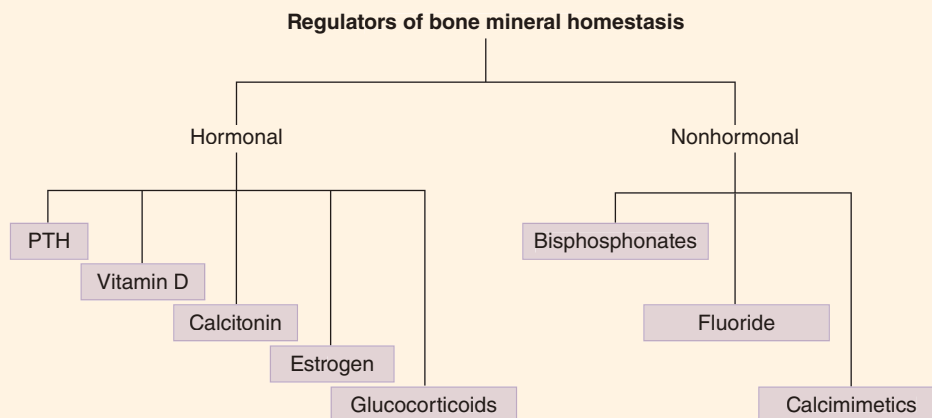 Regulators of bone mineral homestasis
Hormonal
Nonhormonal
PTH
Bisphosphonates
Vitamin D
Calcitonin
Fluoride
Estrogen
Glucocorticoids
Calcimimetics